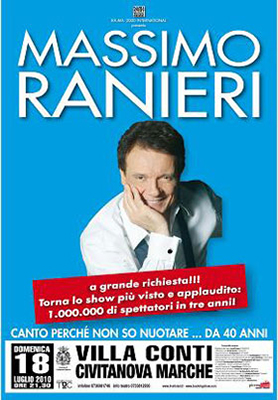 presenta
MASSIMO
RANIERI
a grande richiesta!!!
Torna lo show più visto e applaudito:
1.000.000 di spettatori in tre anni!
CANTO PERCHÉ NON SO NUOTARE ... DA 40 ANNI
DOMENICA
18
LUGLIO 2010
ORE 21,30
VILLA CONTI
CIVITANOVA MARCHE